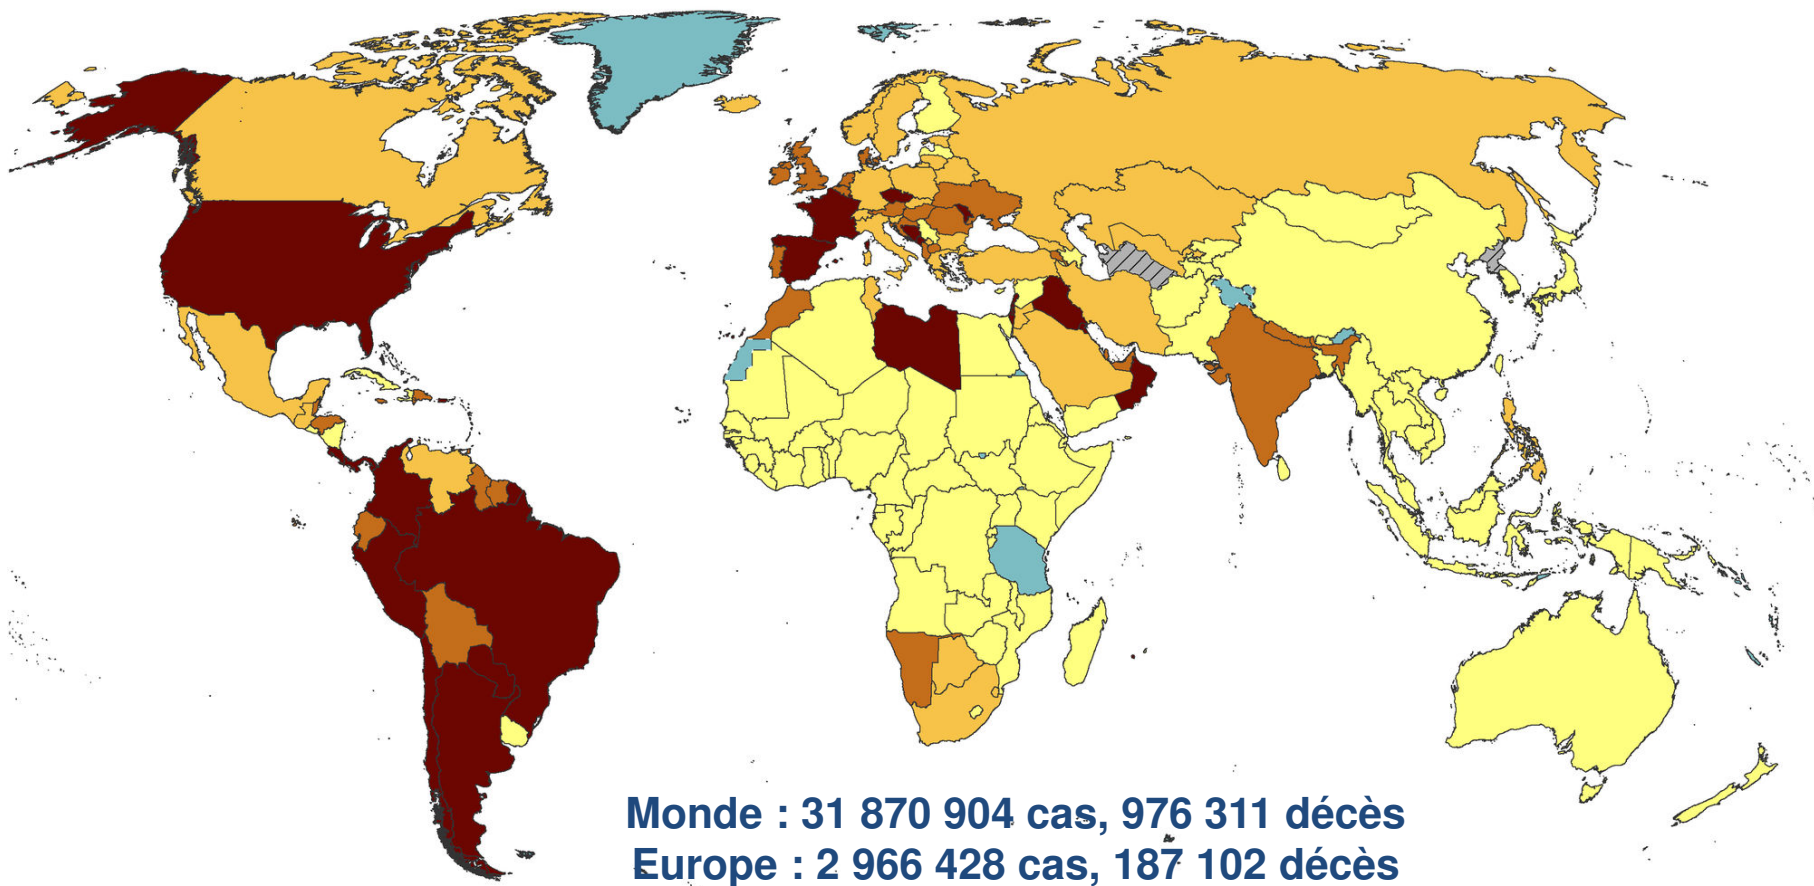 Monde : 31 870 904 cas, 976 311 décès
Europe : 2 966 428 cas, 187 102 décès